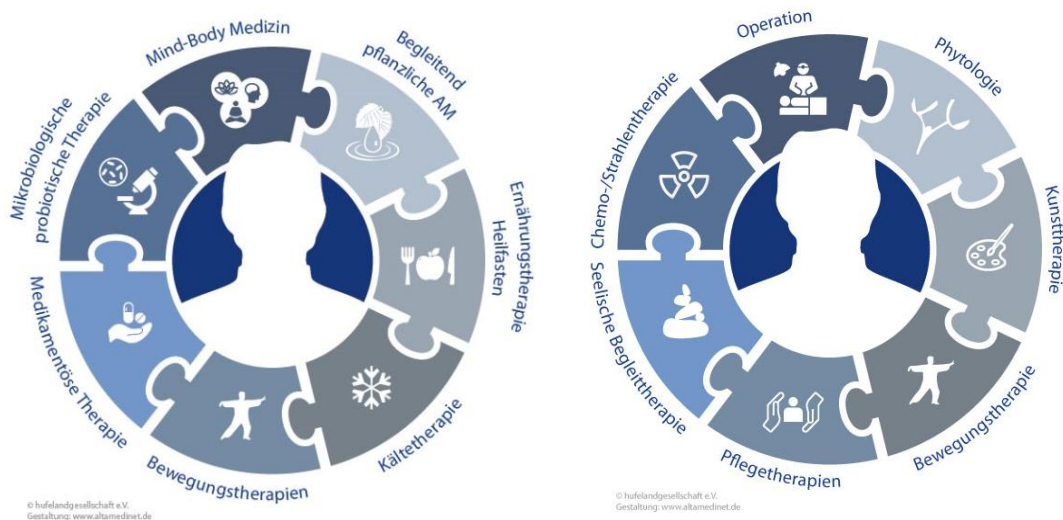 Mind-Body Medizin
Begleitend
pflanzliche AM
Ernährungstherapie
Heilfasten
Kältetherapie
Bewegungstherapien
Medikamentöse Therapie
Mikrobiologische
probiotische Therapie
© hufelandgesellschaft e.V.
Gestaltung: www.altamedinet.de
Operation
Phytologie
Kunsttherapie
Bewegungstherapie
Pflegetherapien
Seelische Begleittherapie
Chemo-/Strahlentherapie
© hufelandgesellschaft e.V.
Gestaltung: www.altamedinet.de